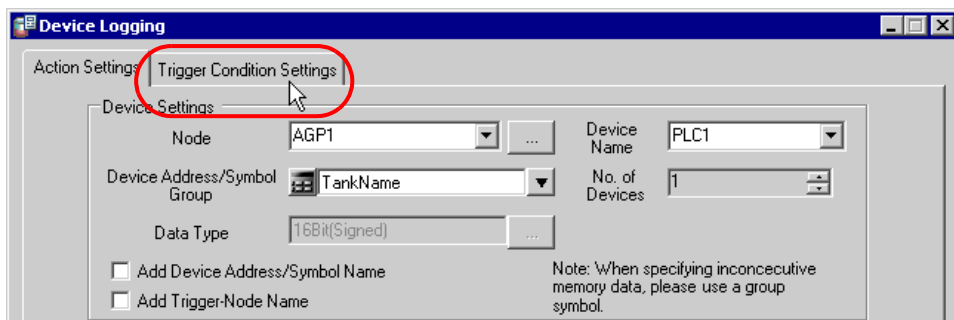 Device Logging
Action Settings
Trigger Condition Settings
Device Settings
Node
AGP1
...
Device
Name
PLC1
Device Address/Symbol
Group
TankName
No. of
Devices
1
Data Type
16Bit(Signed)
...
Add Device Address/Symbol Name
Add Trigger-Node Name
Note: When specifying inconcecutive
memory data, please use a group
symbol.